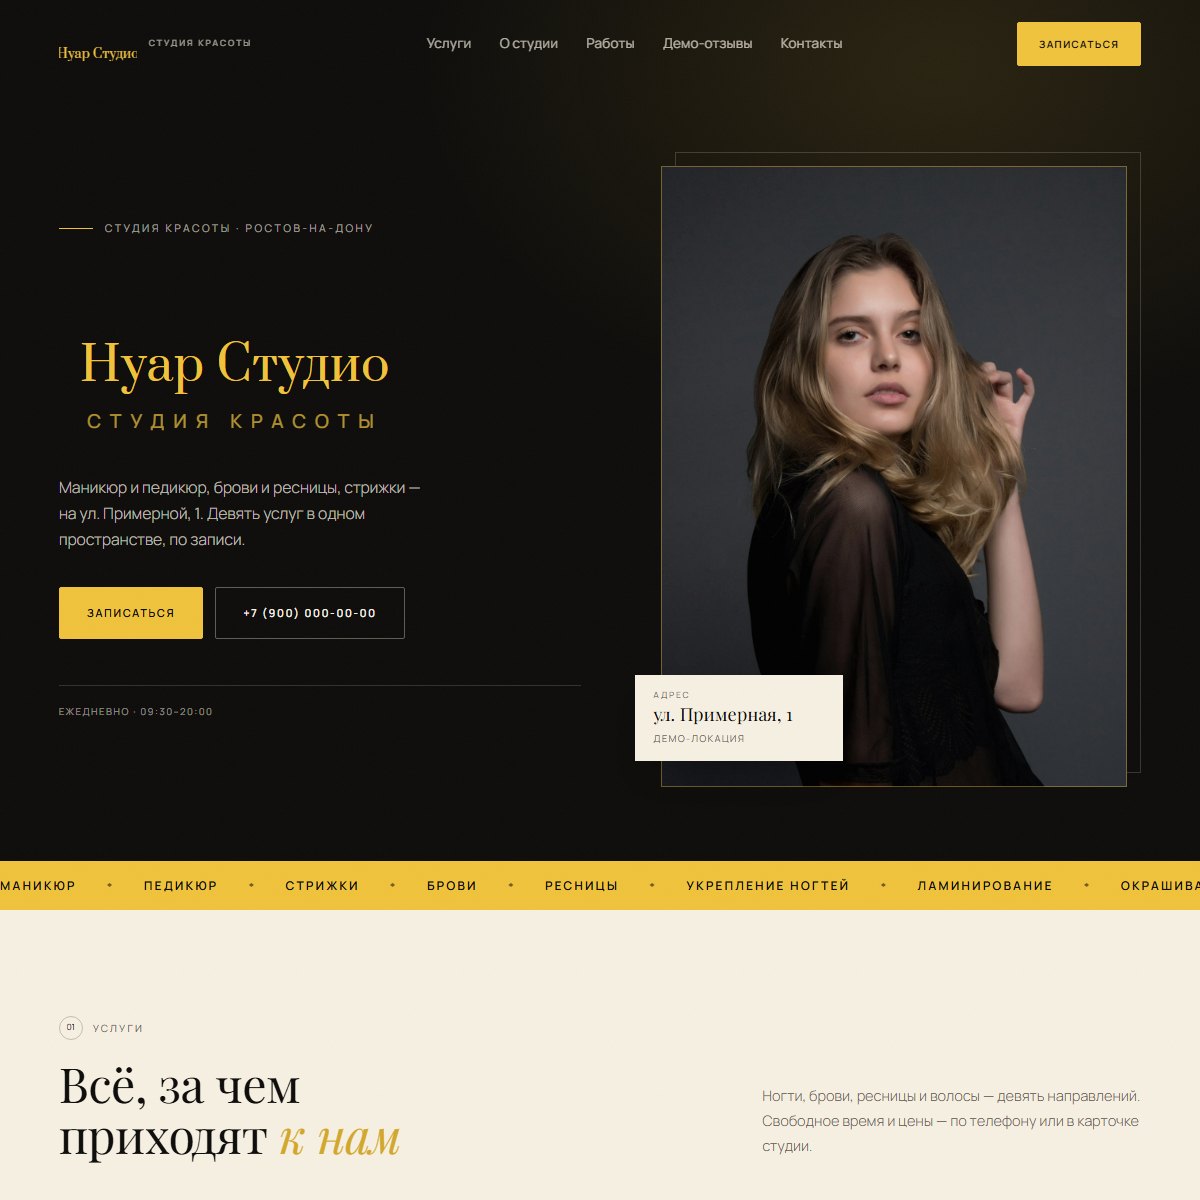 Нуар Студио
СТУДИЯ КРАСОТЫ
Услуги
О студии
Работы
Демо-отзывы
Контакты
ЗАПИСАТЬСЯ
СТУДИЯ КРАСОТЫ · РОСТОВ-НА-ДОНУ
Нуар Студио
СТУДИЯ КРАСОТЫ
Маникюр и педикюр, брови и ресницы, стрижки —
на ул. Примерной, 1. Девять услуг в одном
пространстве, по записи.
ЗАПИСАТЬСЯ
+7 (900) 000-00-00
ЕЖЕДНЕВНО · 09:30–20:00
АДРЕС
ул. Примерная, 1
ДЕМО-ЛОКАЦИЯ
МАНИКЮР
ПЕДИКЮР
СТРИЖКИ
БРОВИ
РЕСНИЦЫ
УКРЕПЛЕНИЕ НОГТЕЙ
ЛАМИНИРОВАНИЕ
ОКРАШИВА
01 УСЛУГИ
Всё, за чем
приходят к нам
Ногти, брови, ресницы и волосы — девять направлений.
Свободное время и цены — по телефону или в карточке
студии.